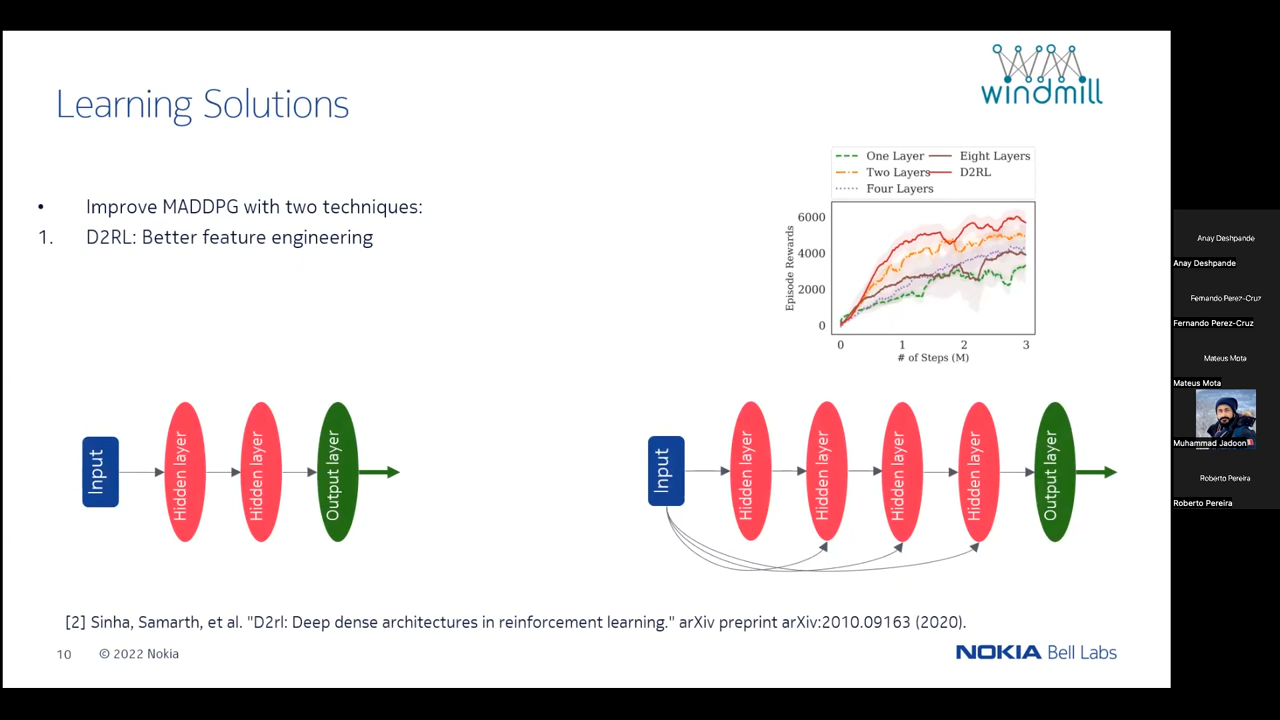 windmill
Learning Solutions
• Improve MADDPG with two techniques:
1. D2RL: Better feature engineering
One Layer
Eight Layers
Two Layers
D2RL
Four Layers
6000
4000
2000
0
Episode Rewards
0 1 2 3
# of Steps (M)
Input
Hidden layer
Hidden layer
Output layer
Input
Hidden layer
Hidden layer
Hidden layer
Hidden layer
Output layer
[2] Sinha, Samarth, et al. "D2rl: Deep dense architectures in reinforcement learning." arXiv preprint arXiv:2010.09163 (2020).
10 © 2022 Nokia
NOKIA Bell Labs
Anay Deshpande
Anay Deshpande
Fernando Perez-Cruz
Fernando Perez-Cruz
Mateus Mota
Mateus Mota
Muhammad Jadoon
Roberto Pereira
Roberto Pereira